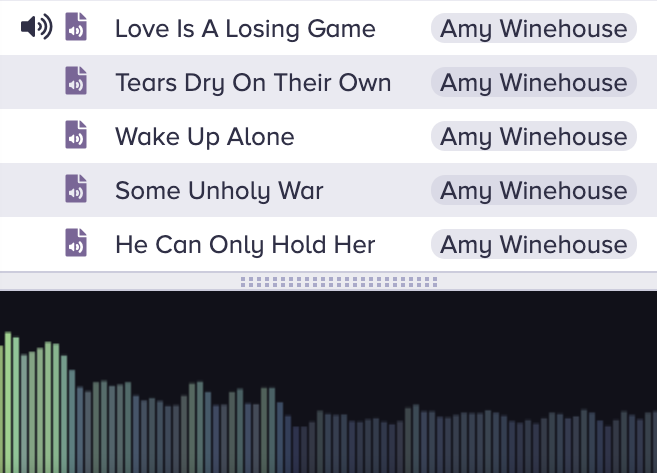 Love Is A Losing Game Amy Winehouse
Tears Dry On Their Own Amy Winehouse
Wake Up Alone Amy Winehouse
Some Unholy War Amy Winehouse
He Can Only Hold Her Amy Winehouse